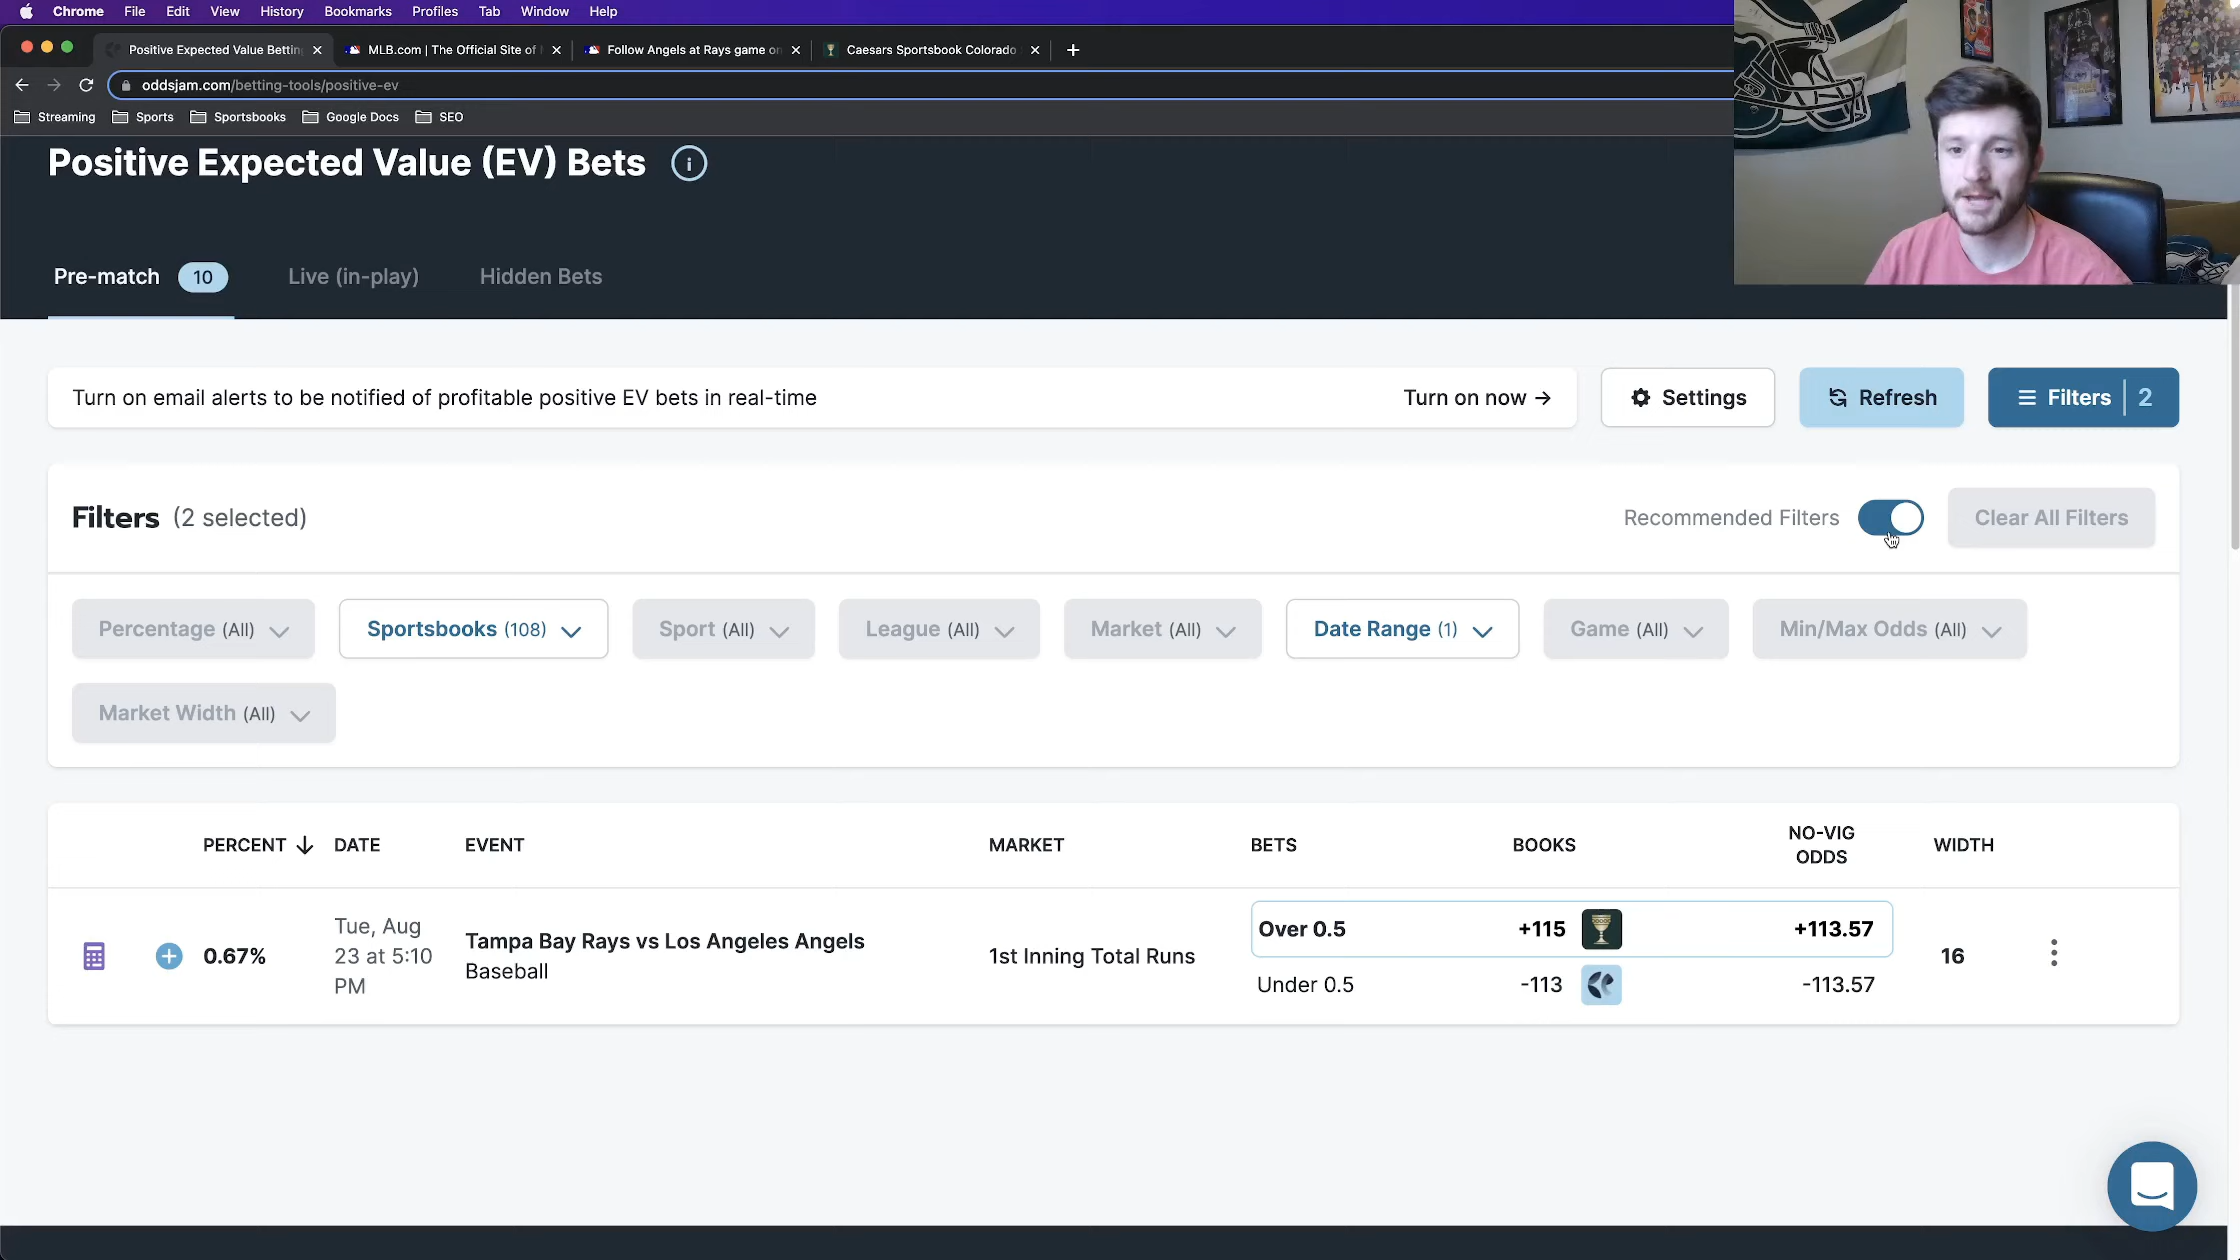 Chrome File Edit View History Bookmarks Profiles Tab Window Help
Positive Expected Value Bettin
MLB.com | The Official Site of
Follow Angels at Rays game on
Caesars Sportsbook Colorado
oddsjam.com/betting-tools/positive-ev
Streaming Sports Sportsbooks Google Docs SEO
Positive Expected Value (EV) Bets i
Pre-match 10 Live (in-play) Hidden Bets
Turn on email alerts to be notified of profitable positive EV bets in real-time Turn on now → Settings Refresh Filters 2
Filters (2 selected) Recommended Filters Clear All Filters
Percentage (All) Sportsbooks (108) Sport (All) League (All) Market (All) Date Range (1) Game (All) Min/Max Odds (All)
Market Width (All)
PERCENT ↓ DATE EVENT MARKET BETS BOOKS NO-VIG ODDS WIDTH
0.67%
Tue, Aug
23 at 5:10
PM
Tampa Bay Rays vs Los Angeles Angels
Baseball
1st Inning Total Runs
Over 0.5 +115 +113.57
Under 0.5 -113 -113.57
16